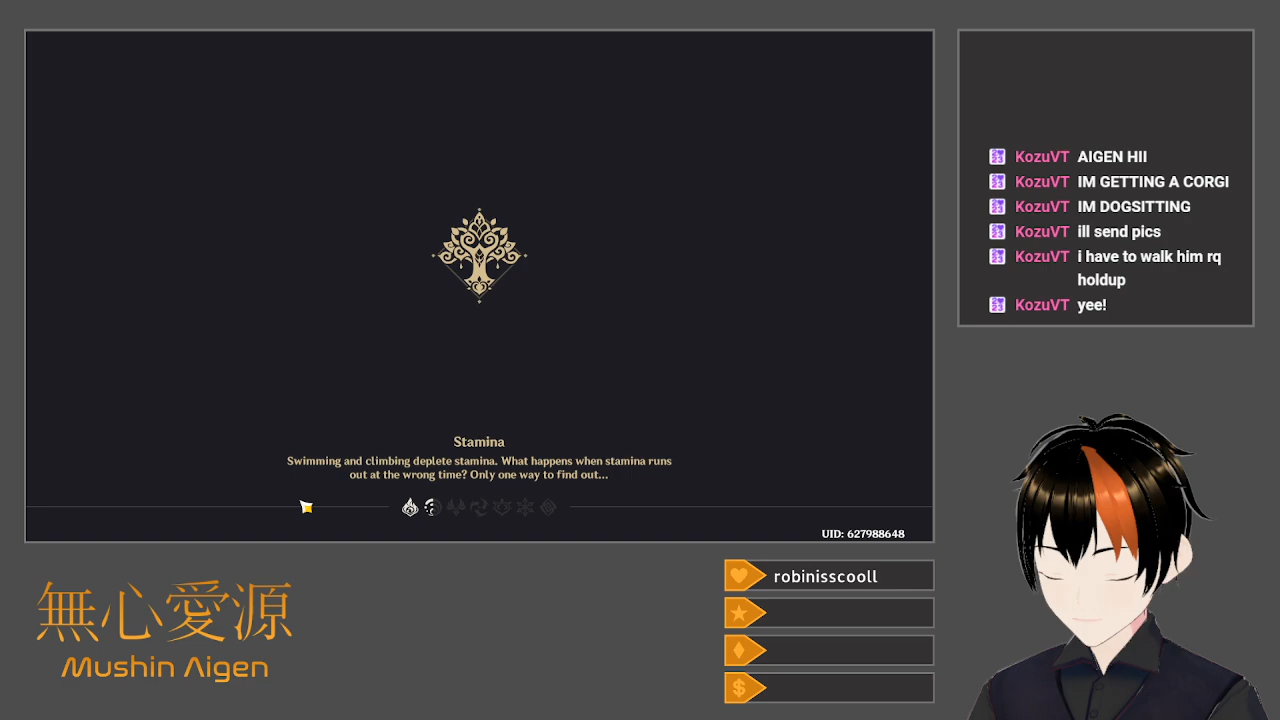 KozuVT AIGEN HII
KozuVT IM GETTING A CORGI
KozuVT IM DOGSITTING
KozuVT ill send pics
KozuVT i have to walk him rq
holdup
KozuVT yee!
Stamina
Swimming and climbing deplete stamina. What happens when stamina runs
out at the wrong time? Only one way to find out...
UID: 627988648
無心愛源
Mushin Aigen
robinisscooll
$